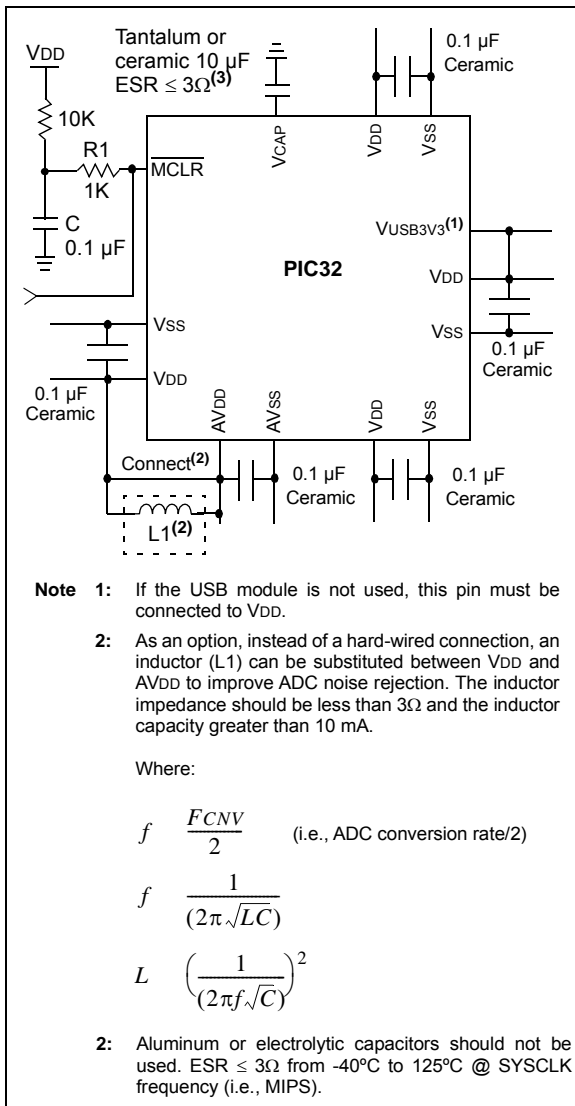 VDD
Tantalum or
ceramic 10 µF
ESR ≤ 3Ω(3)
0.1 µF
Ceramic
10K
R1
1K
C
0.1 µF
MCLR
VCAP
VDD
VSS
VUSB3V3(1)
VDD
VSS
PIC32
0.1 µF
Ceramic
VSS
VDD
0.1 µF
Ceramic
AVDD
AVSS
VDD
VSS
Connect(2)
L1(2)
0.1 µF
Ceramic
0.1 µF
Ceramic
Note 1: If the USB module is not used, this pin must be
connected to VDD.
2: As an option, instead of a hard-wired connection, an
inductor (L1) can be substituted between VDD and
AVDD to improve ADC noise rejection. The inductor
impedance should be less than 3Ω and the inductor
capacity greater than 10 mA.
Where:
f FCNV/2 (i.e., ADC conversion rate/2)
f 1/(2π√LC)
L (1/(2πf√C))²
2: Aluminum or electrolytic capacitors should not be
used. ESR ≤ 3Ω from -40ºC to 125ºC @ SYSCLK
frequency (i.e., MIPS).